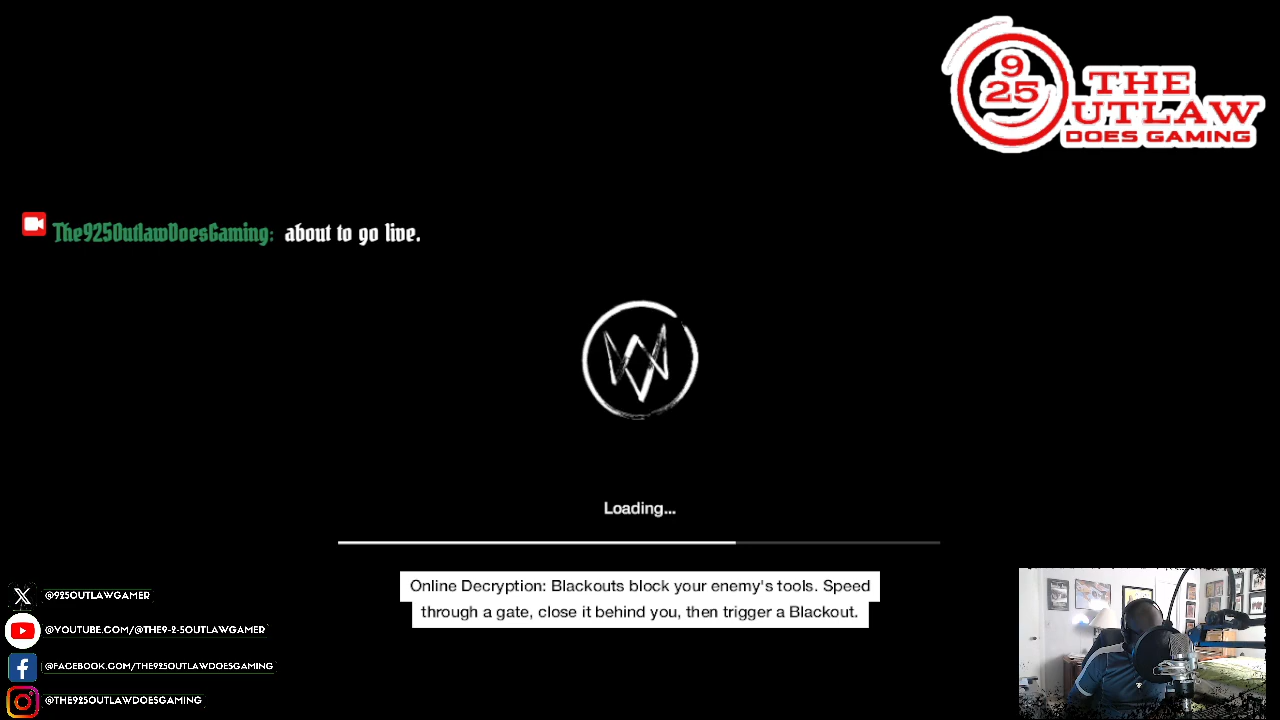 9
25
THE
OUTLAW
DOES GAMING
The925OutlawDoesGaming: about to go live.
Loading...
Online Decryption: Blackouts block your enemy's tools. Speed
through a gate, close it behind you, then trigger a Blackout.
@925OUTLAWGAMER
@YOUTUBE.COM/@THE9-2-5OUTLAWGAMER
@FACEBOOK.COM/THE925OUTLAWDOESGAMING
@THE925OUTLAWDOESGAMING